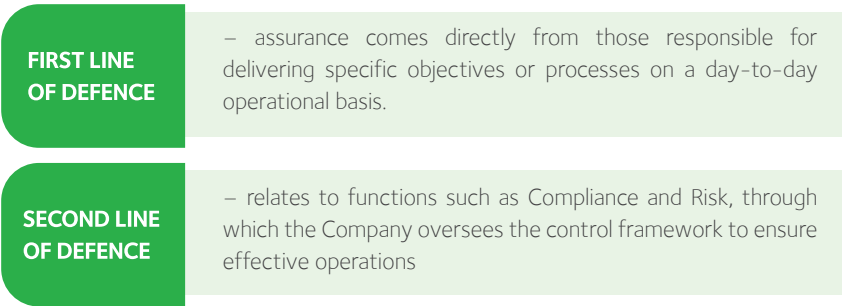 FIRST LINE
OF DEFENCE
– assurance comes directly from those responsible for
delivering specific objectives or processes on a day-to-day
operational basis.
SECOND LINE
OF DEFENCE
– relates to functions such as Compliance and Risk, through
which the Company oversees the control framework to ensure
effective operations